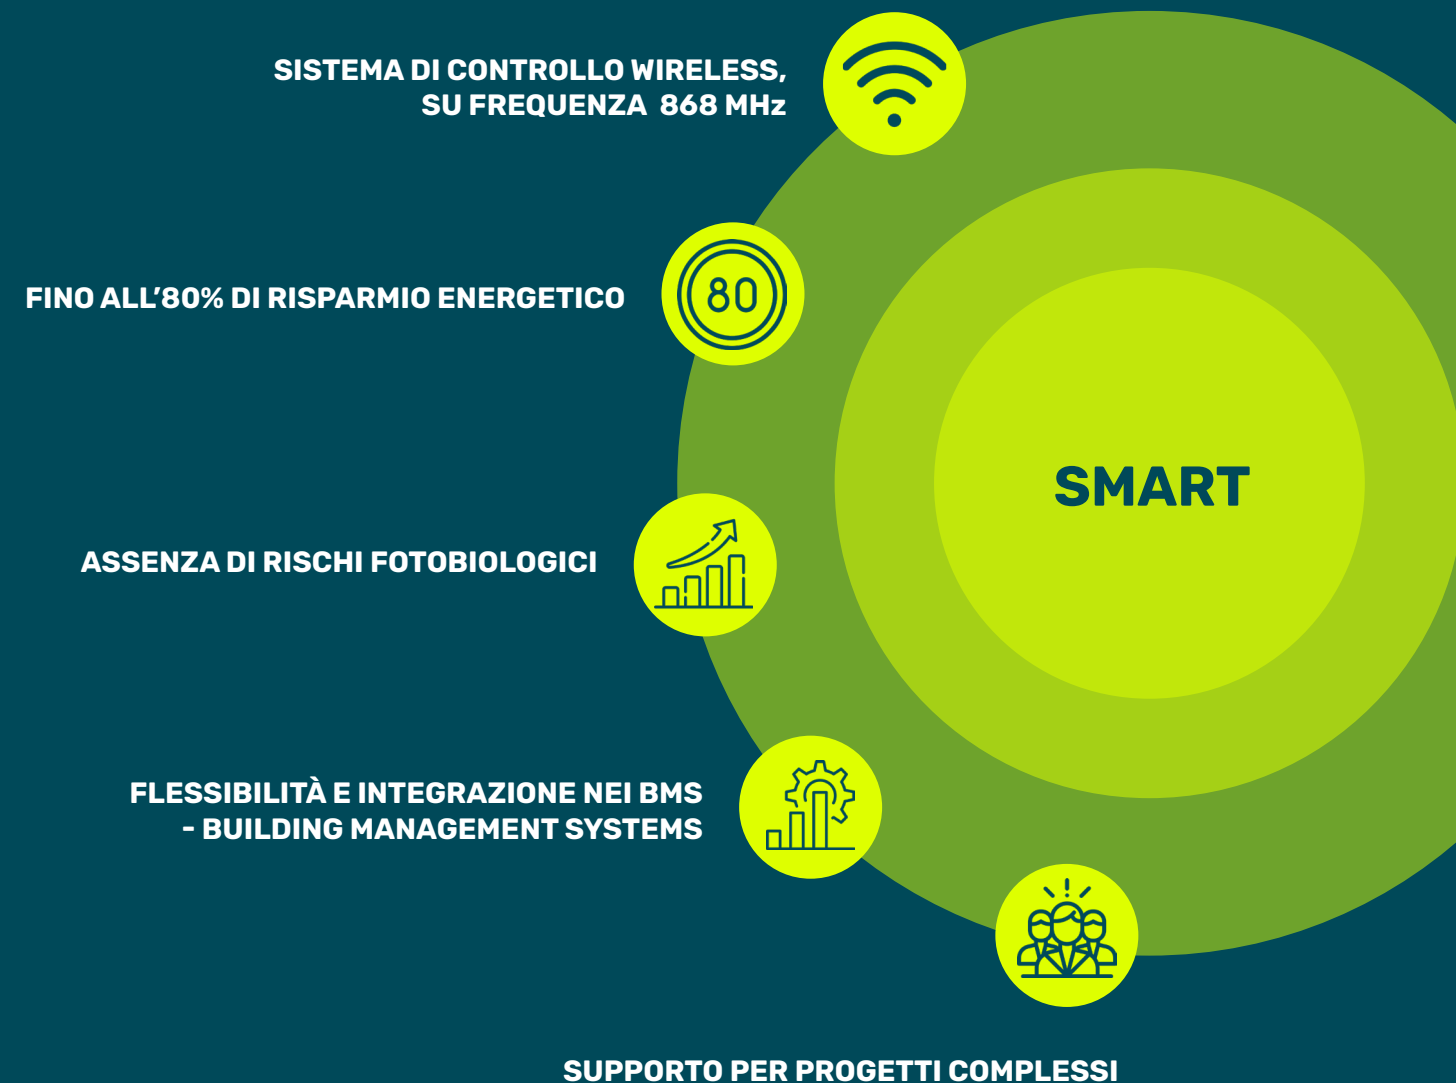 SISTEMA DI CONTROLLO WIRELESS,
SU FREQUENZA 868 MHz
FINO ALL'80% DI RISPARMIO ENERGETICO
80
SMART
ASSENZA DI RISCHI FOTOBIOLOGICI
FLESSIBILITÀ E INTEGRAZIONE NEI BMS
- BUILDING MANAGEMENT SYSTEMS
SUPPORTO PER PROGETTI COMPLESSI